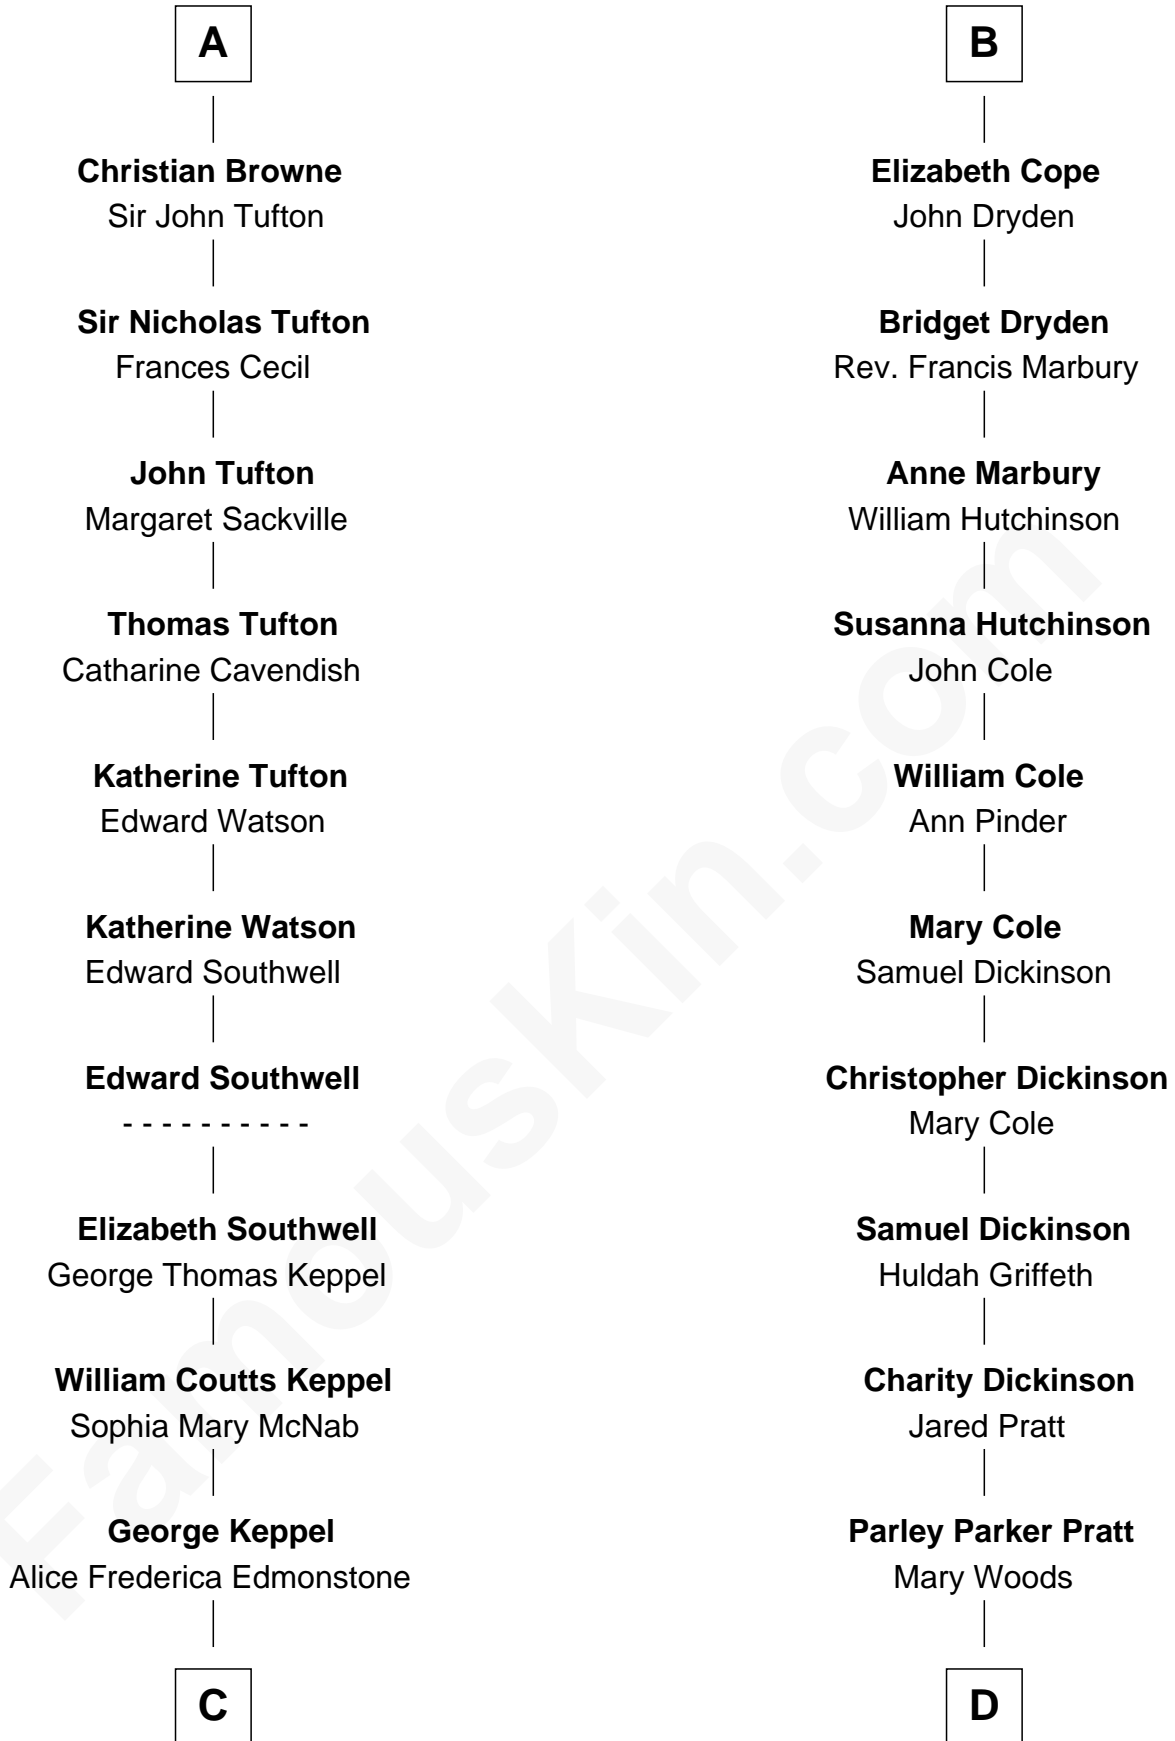 A
Christian Browne
Sir John Tufton
Sir Nicholas Tufton
Frances Cecil
John Tufton
Margaret Sackville
Thomas Tufton
Catharine Cavendish
Katherine Tufton
Edward Watson
Katherine Watson
Edward Southwell
Edward Southwell
- - - - - - - - - -
Elizabeth Southwell
George Thomas Keppel
William Coutts Keppel
Sophia Mary McNab
George Keppel
Alice Frederica Edmonstone
C
B
Elizabeth Cope
John Dryden
Bridget Dryden
Rev. Francis Marbury
Anne Marbury
William Hutchinson
Susanna Hutchinson
John Cole
William Cole
Ann Pinder
Mary Cole
Samuel Dickinson
Christopher Dickinson
Mary Cole
Samuel Dickinson
Huldah Griffeth
Charity Dickinson
Jared Pratt
Parley Parker Pratt
Mary Woods
D
FamousKin.com